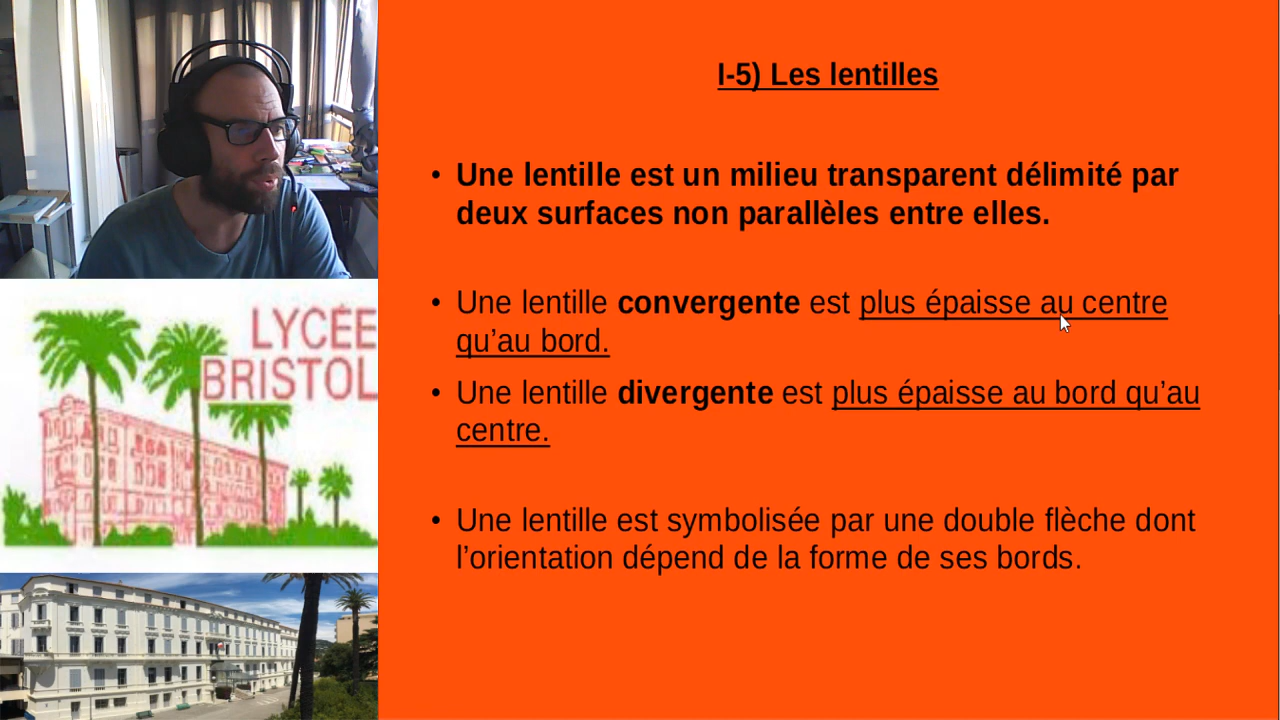 LYCÉE
BRISTOL
I-5) Les lentilles
• Une lentille est un milieu transparent délimité par
deux surfaces non parallèles entre elles.
• Une lentille convergente est plus épaisse au centre
qu’au bord.
• Une lentille divergente est plus épaisse au bord qu’au
centre.
• Une lentille est symbolisée par une double flèche dont
l’orientation dépend de la forme de ses bords.